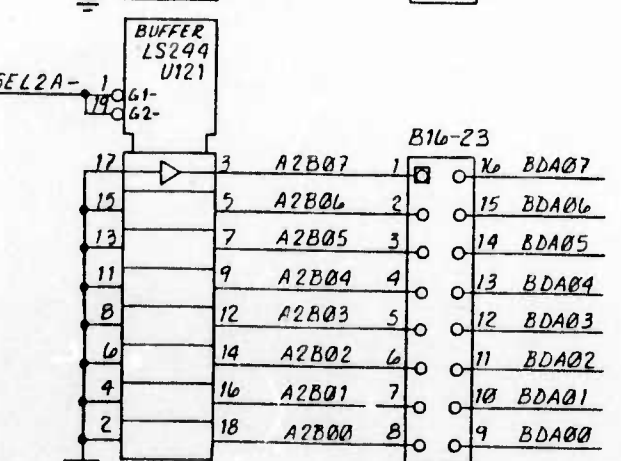 BUFFER
LS244
U121
SEL2A- 1 G1-
19 G2-
B16-23
17 3 A2B07 1 16 BDA07
15 5 A2B06 2 15 BDA06
13 7 A2B05 3 14 BDA05
11 9 A2B04 4 13 BDA04
8 12 A2B03 5 12 BDA03
6 14 A2B02 6 11 BDA02
4 16 A2B01 7 10 BDA01
2 18 A2B00 8 9 BDA00